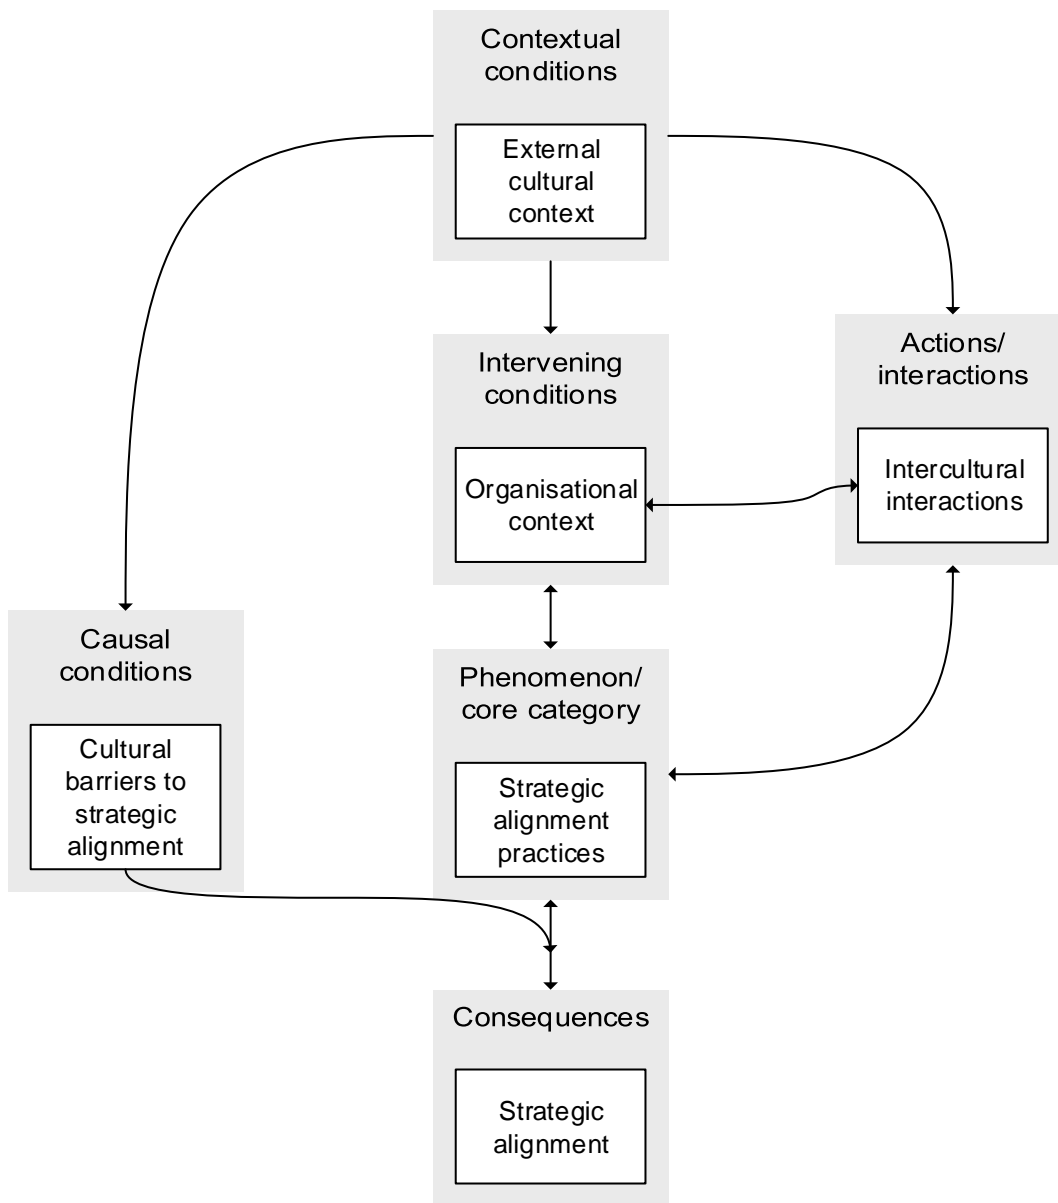 Contextual
conditions
External
cultural
context
Intervening
conditions
Organisational
context
Actions/
interactions
Intercultural
interactions
Causal
conditions
Cultural
barriers to
strategic
alignment
Phenomenon/
core category
Strategic
alignment
practices
Consequences
Strategic
alignment